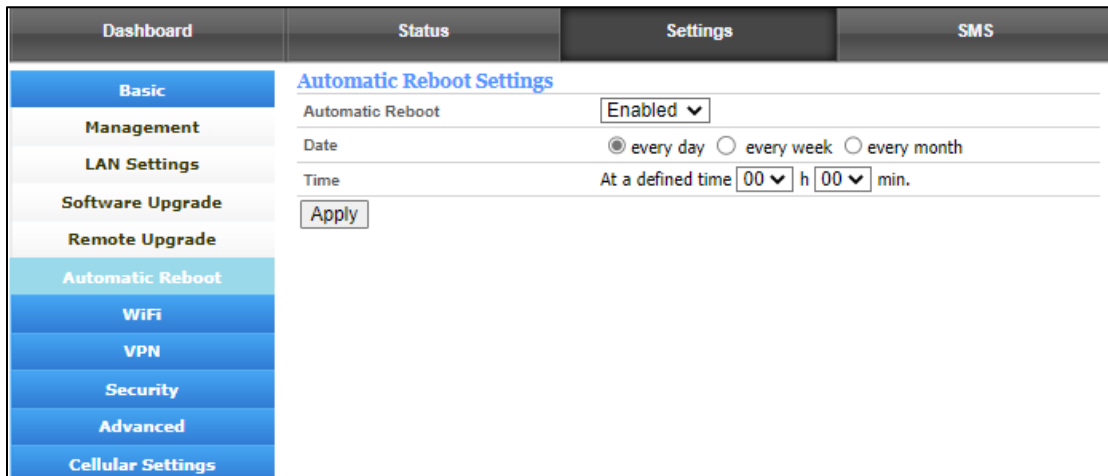 Dashboard Status Settings SMS
Basic
Management
LAN Settings
Software Upgrade
Remote Upgrade
Automatic Reboot
WiFi
VPN
Security
Advanced
Cellular Settings
Automatic Reboot Settings
Automatic Reboot Enabled
Date every day every week every month
Time At a defined time 00 h 00 min.
Apply